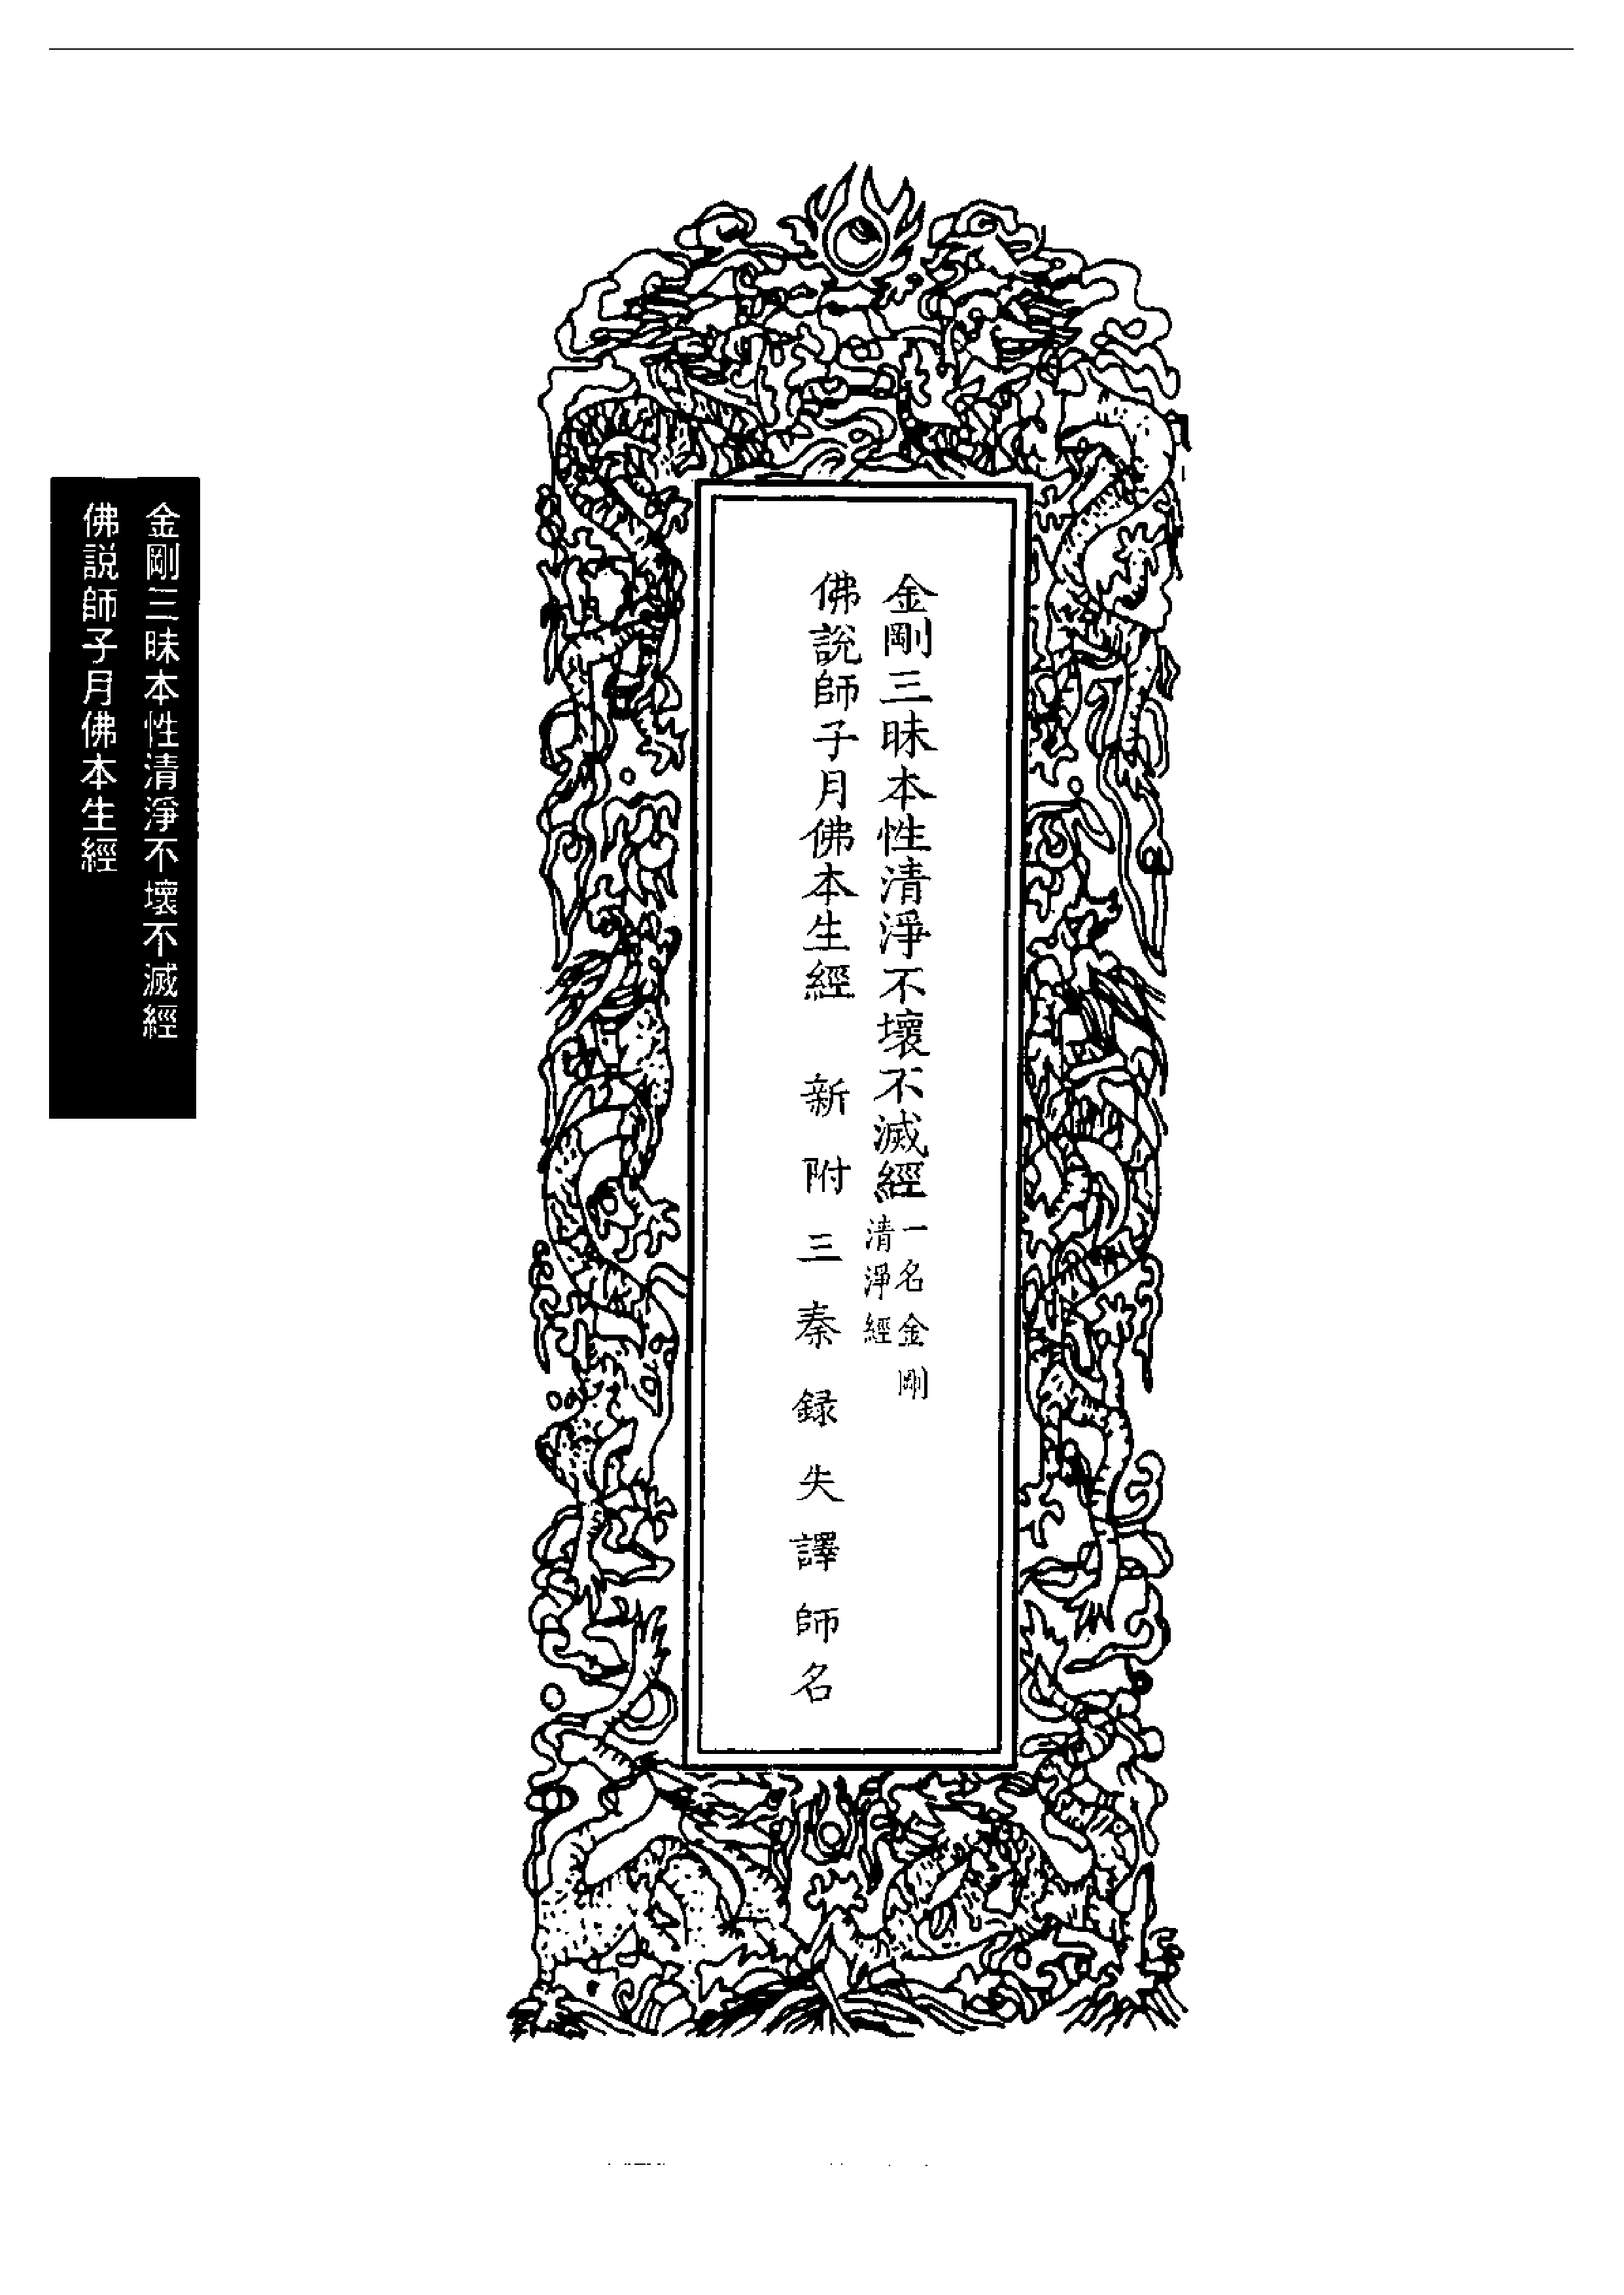 金剛三昧本性清淨不壞不滅經
一名金剛
清淨經
佛說師子月佛本生經 新附三秦録失譯師名
金剛三昧本性清淨不壞不滅經
佛説師子月佛本生經